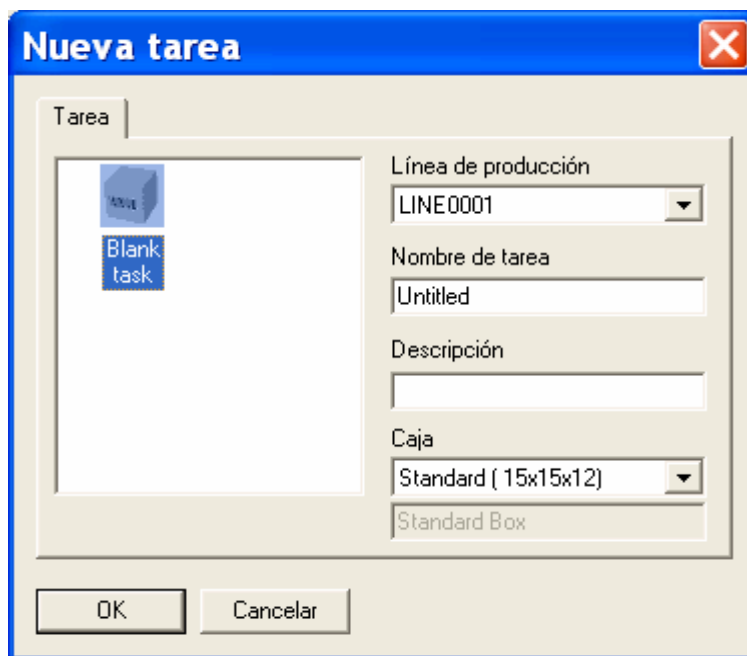 Nueva tarea
Tarea
Blank
task
Línea de producción
LINE0001
Nombre de tarea
Untitled
Descripción
Caja
Standard ( 15x15x12)
Standard Box
OK
Cancelar